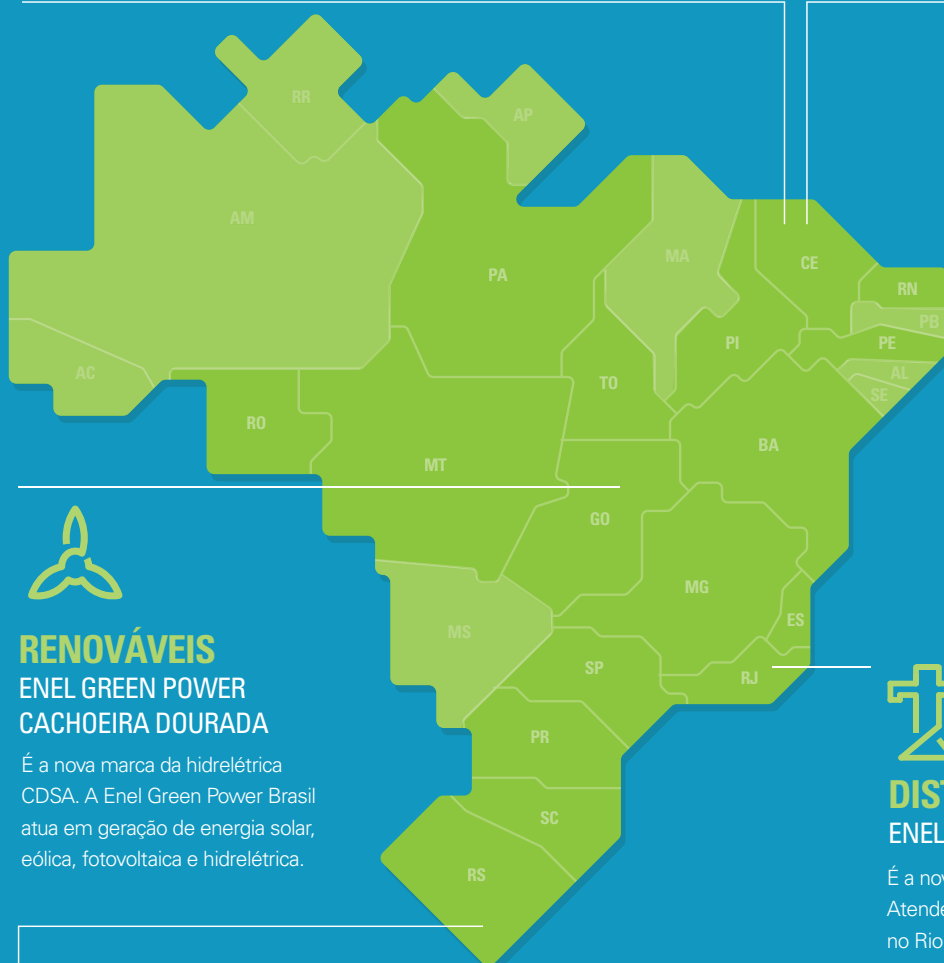 RR
AP
AM
PA
MA
CE
RN
PB
PI
PE
AC
TO
AL
SE
RO
BA
MT
GO
MG
ES
MS
SP
RJ
PR
SC
RS
RENOVÁVEIS
ENEL GREEN POWER
CACHOEIRA DOURADA
É a nova marca da hidrelétrica
CDSA. A Enel Green Power Brasil
atua em geração de energia solar,
eólica, fotovoltaica e hidrelétrica.
ENEL
É a
Atende
no Rio